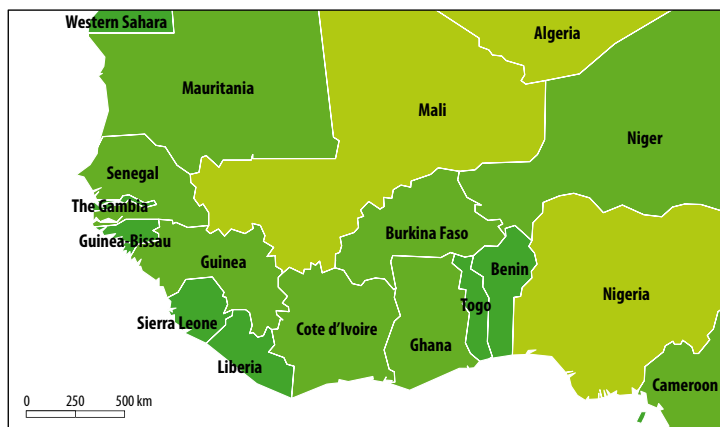 Western Sahara
Algeria
Mauritania
Mali
Niger
Senegal
The Gambia
Guinea-Bissau
Burkina Faso
Guinea
Benin
Nigeria
Togo
Sierra Leone
Cote d'Ivoire
Ghana
Liberia
Cameroon
0 250 500 km